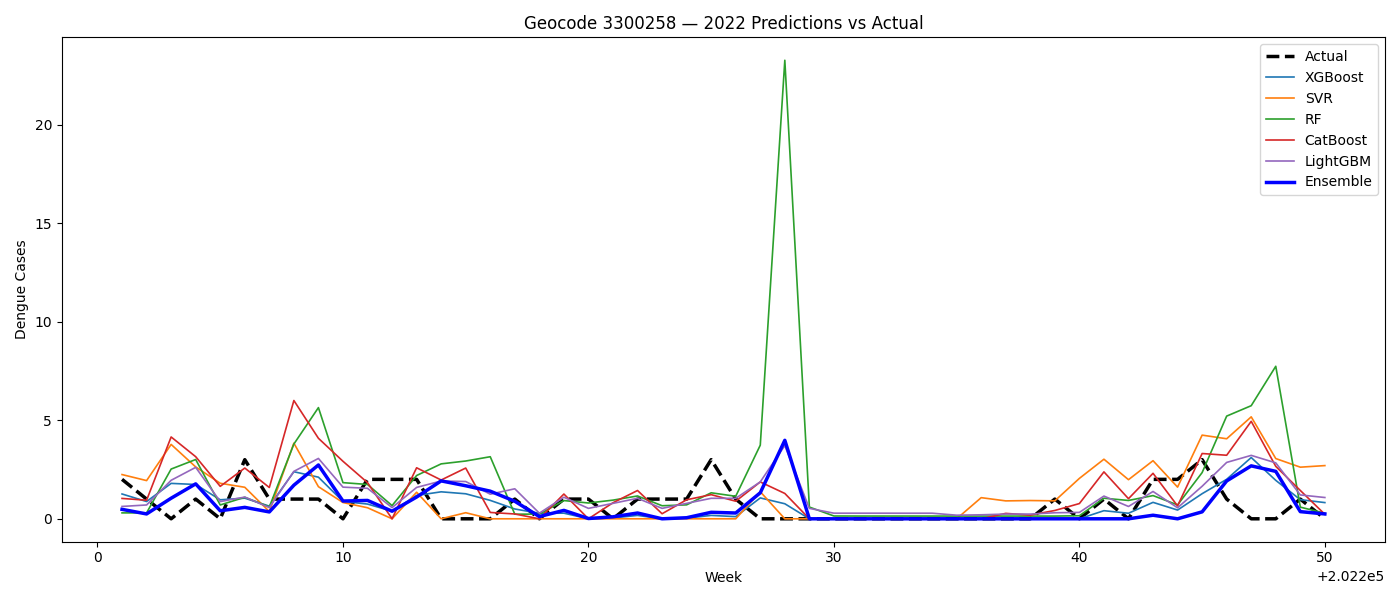 Geocode 3300258 — 2022 Predictions vs Actual
Dengue Cases
20
15
10
5
0
Actual
XGBoost
SVR
RF
CatBoost
LightGBM
Ensemble
0 10 20 30 40 50
Week
+2.022e5